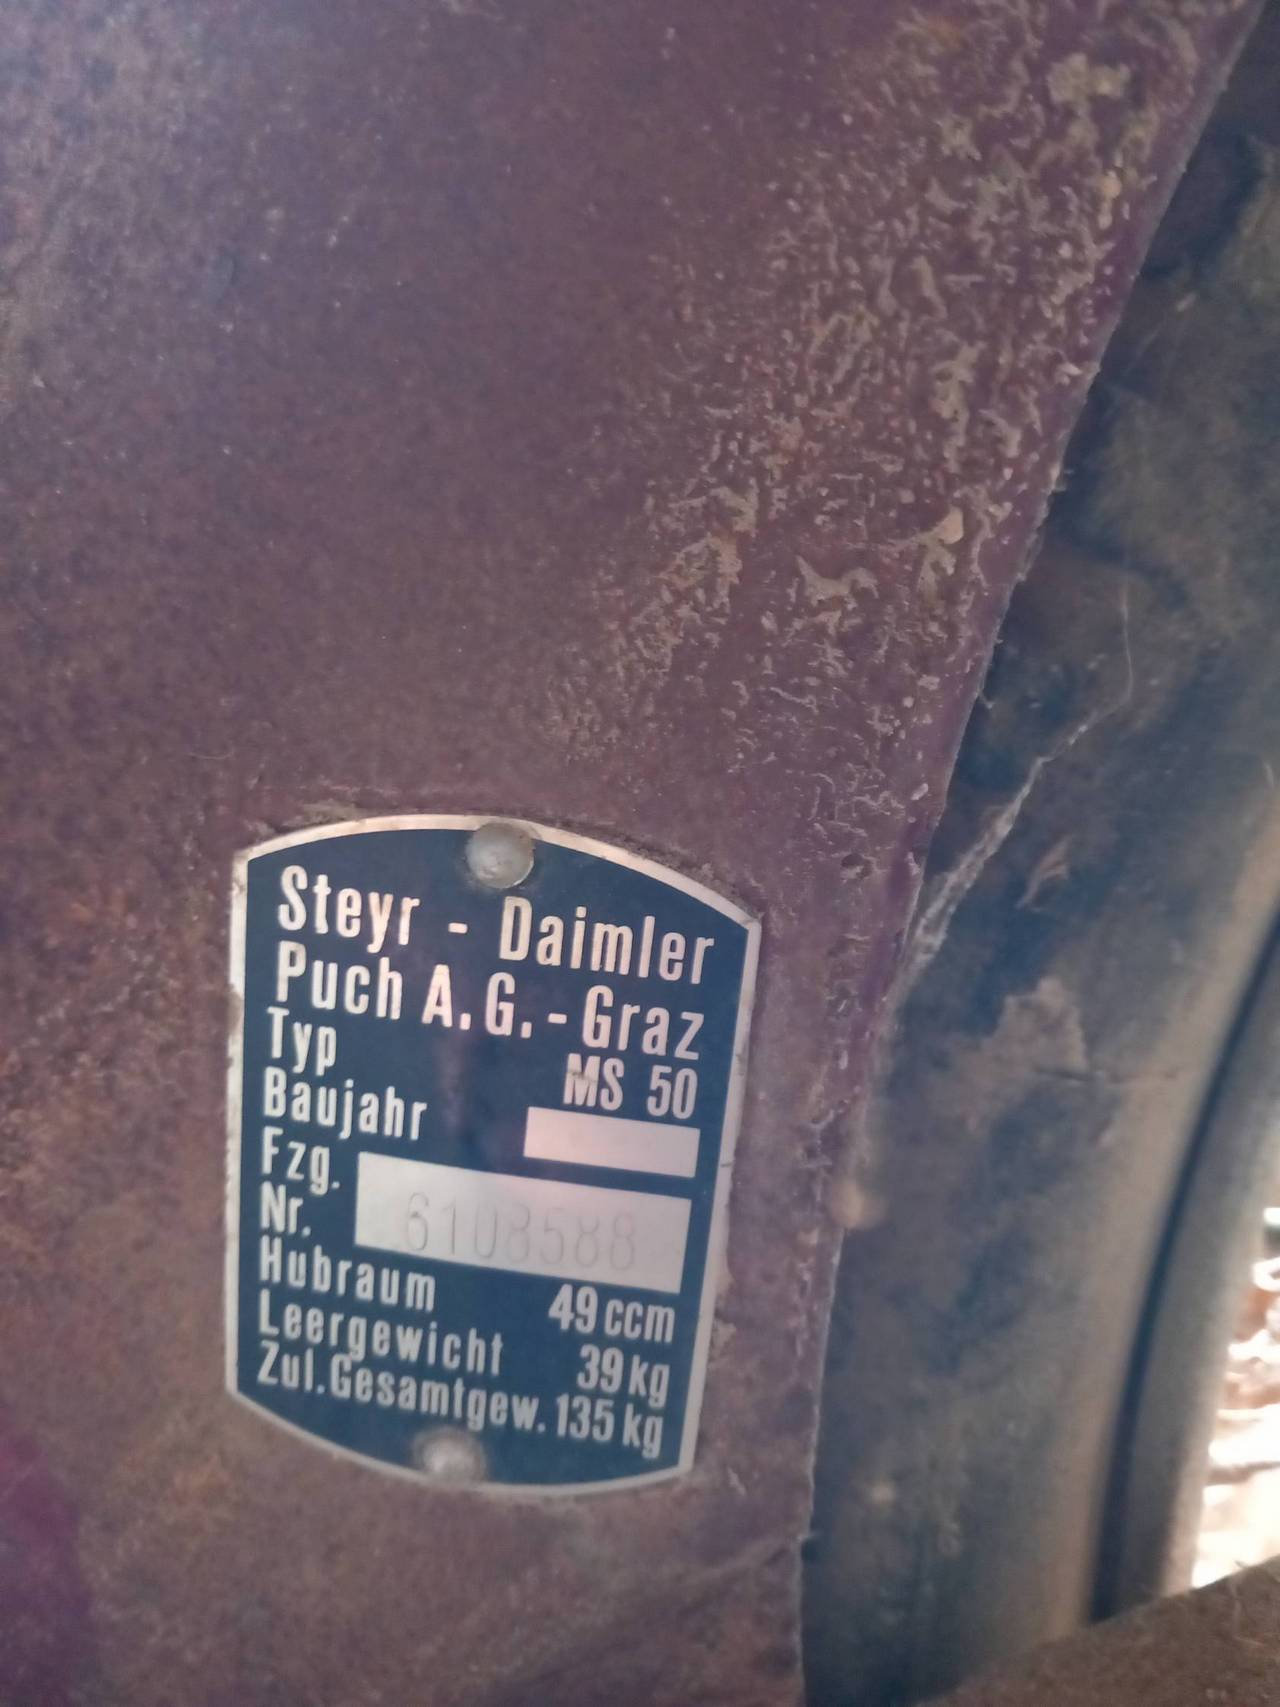 Steyr - Daimler
Puch A.G. - Graz
Typ MS 50
Baujahr
Fzg.
Nr. 6108588
Hubraum 49 ccm
Leergewicht 39 kg
Zul. Gesamtgew. 135 kg